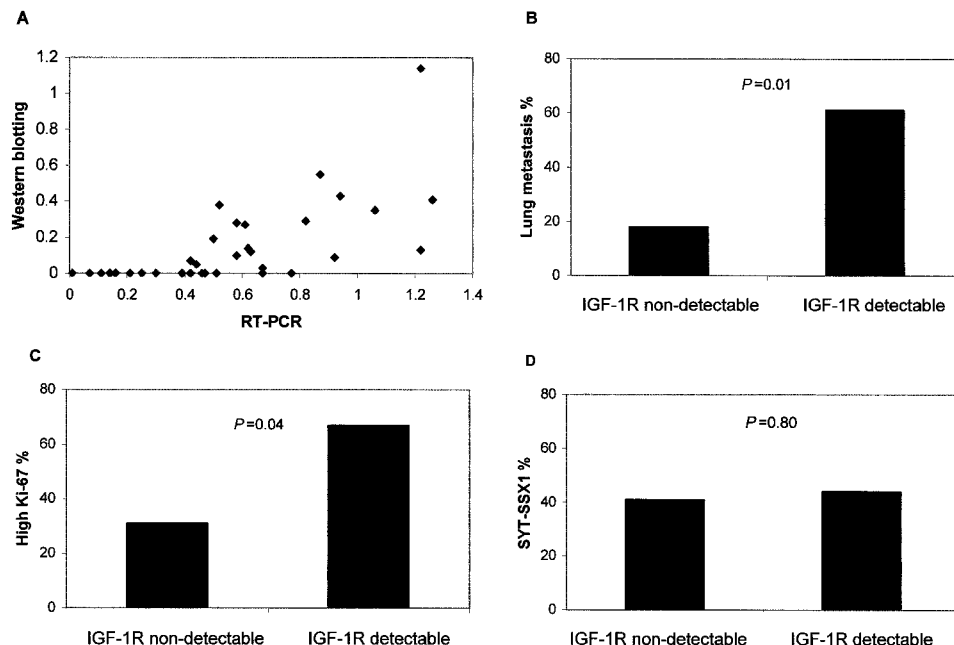 A
1.2
1
0.8
0.6
0.4
0.2
0
Western blotting
0 0.2 0.4 0.6 0.8 1 1.2 1.4
RT-PCR
B
80
60
40
20
0
Lung metastasis %
P=0.01
IGF-1R non-detectable IGF-1R detectable
C
80
60
40
20
0
High Ki-67 %
P=0.04
IGF-1R non-detectable IGF-1R detectable
D
80
60
40
20
0
SYT-SSX1 %
P=0.80
IGF-1R non-detectable IGF-1R detectable